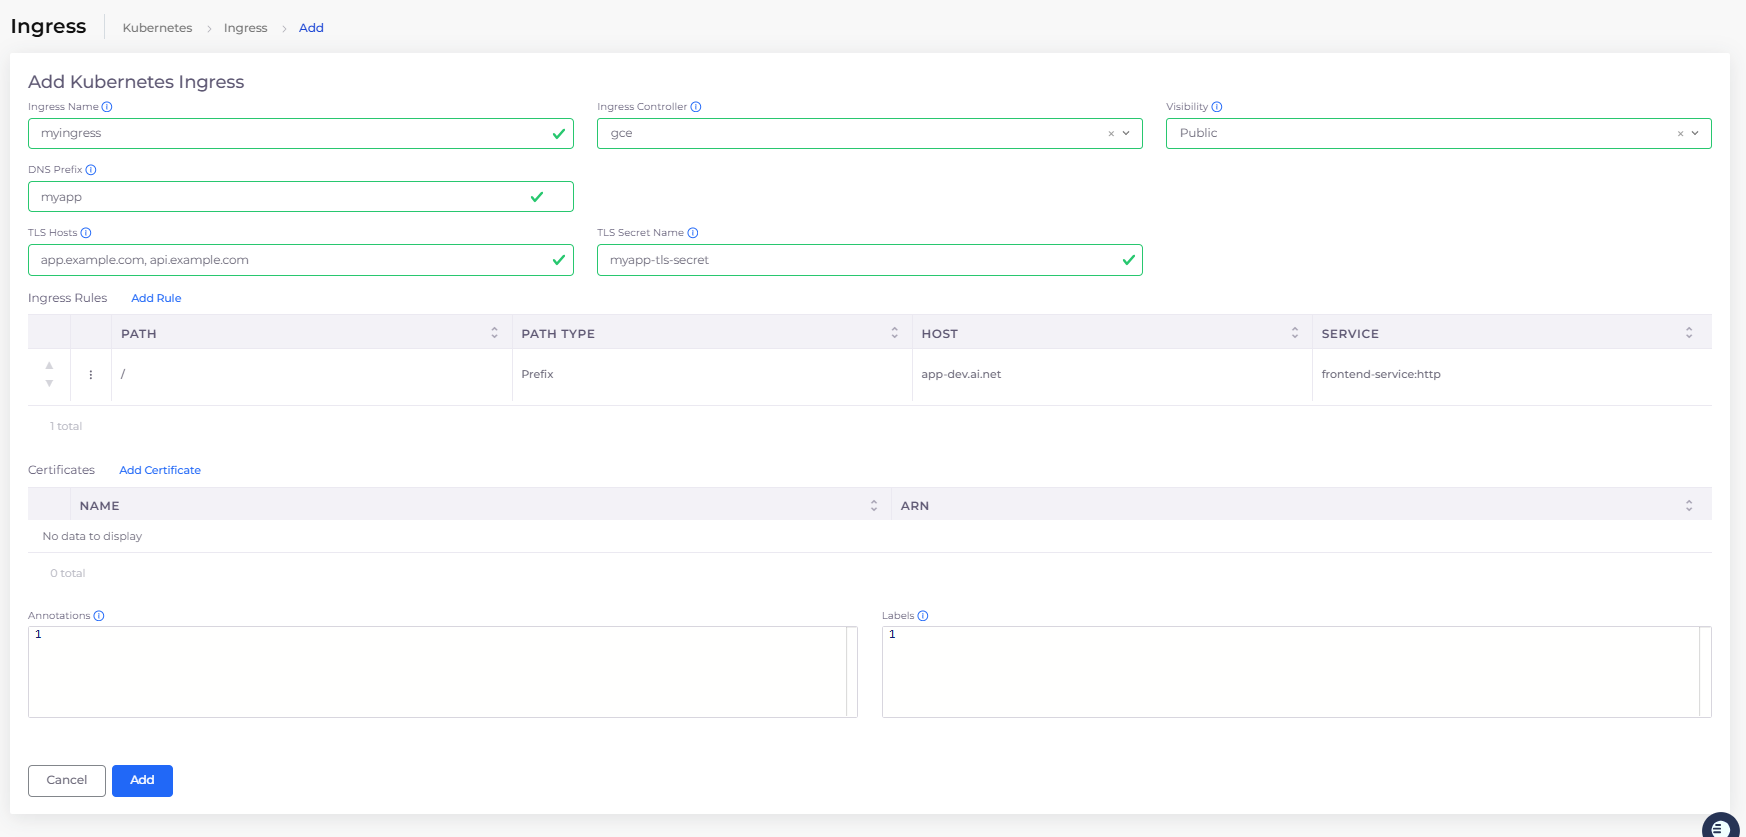 Ingress
Kubernetes > Ingress > Add
Add Kubernetes Ingress
Ingress Name
Ingress Controller
Visibility
myingress
gce
Public
DNS Prefix
myapp
TLS Hosts
TLS Secret Name
app.example.com, api.example.com
myapp-tls-secret
Ingress Rules Add Rule
PATH PATH TYPE HOST SERVICE
/ Prefix app-dev.ai.net frontend-service:http
1 total
Certificates Add Certificate
NAME ARN
No data to display
0 total
Annotations
Labels
1
1
Cancel Add